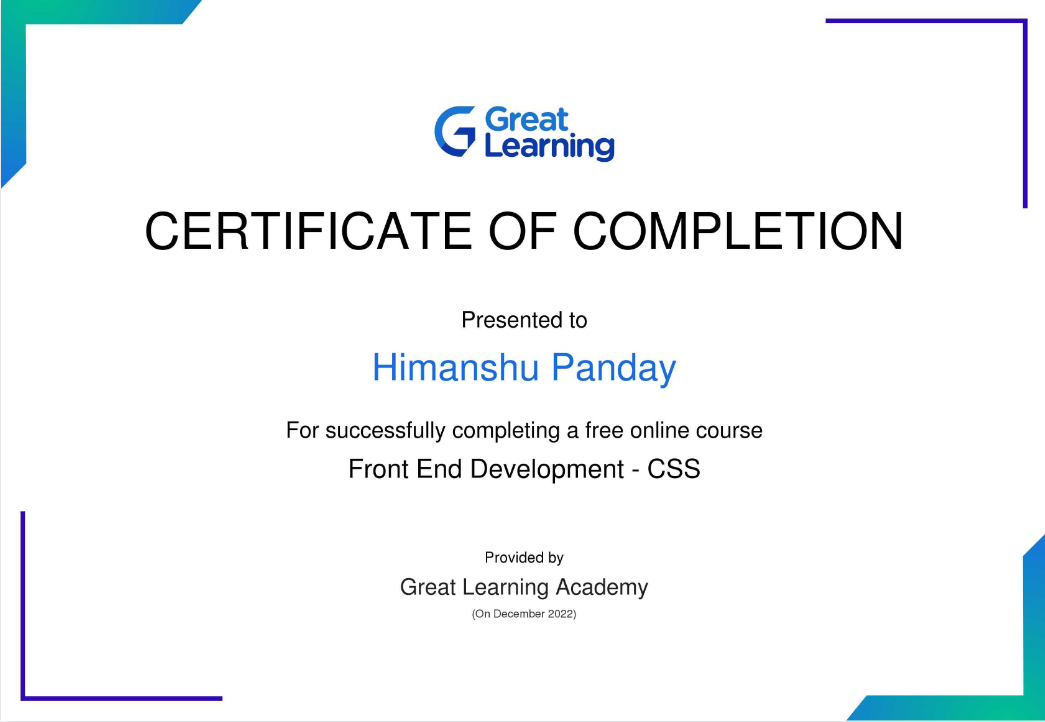 Great
Learning
CERTIFICATE OF COMPLETION
Presented to
Himanshu Panday
For successfully completing a free online course
Front End Development - CSS
Provided by
Great Learning Academy
(On December 2022)